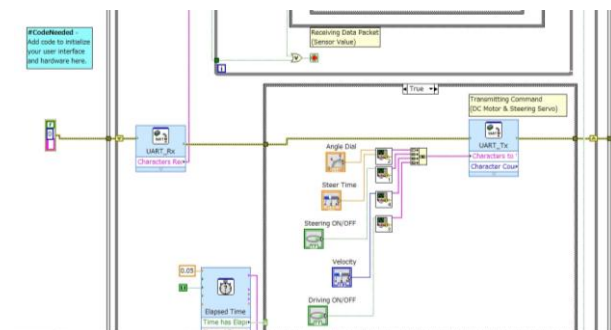 #CodeNeeded -
Add code to initialize
your user interface
and hardware here.
Receiving Data Packet
(Sensor Value)
True
Transmitting Command
(DC Motor & Steering Servo)
UART_Rx
Characters
UART_Tx
Characters to
Character Cou
Angle Dial
Steer Time
Steering ON/OFF
Velocity
Driving ON/OFF
0.05
Elapsed Time
Time has Elap